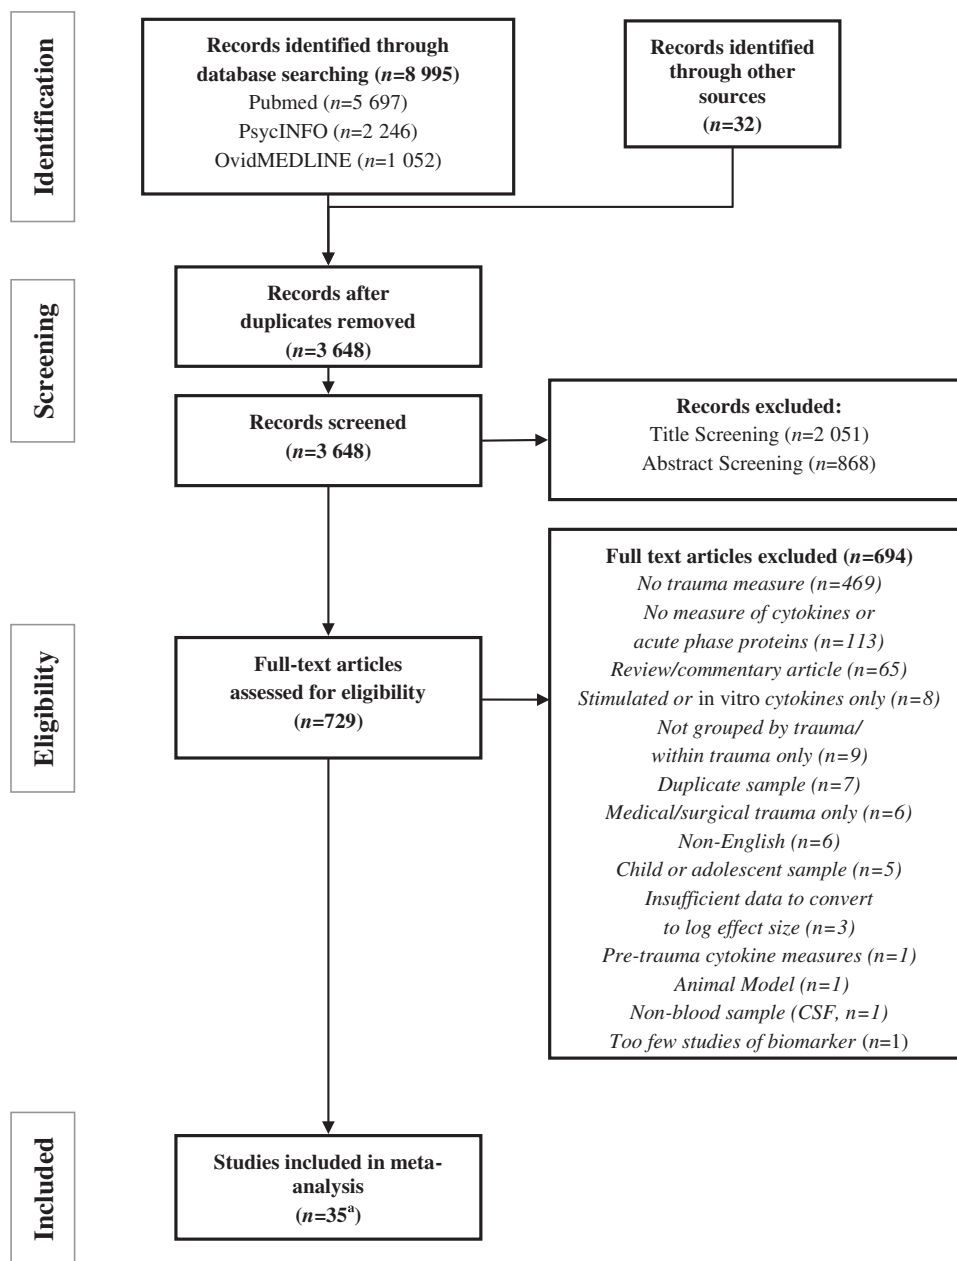 Identification
Records identified through
database searching (n=8 995)
Pubmed (n=5 697)
PsycINFO (n=2 246)
OvidMEDLINE (n=1 052)
Records identified
through other
sources
(n=32)
Screening
Records after
duplicates removed
(n=3 648)
Records screened
(n=3 648)
Records excluded:
Title Screening (n=2 051)
Abstract Screening (n=868)
Eligibility
Full-text articles
assessed for eligibility
(n=729)
Full text articles excluded (n=694)
No trauma measure (n=469)
No measure of cytokines or
acute phase proteins (n=113)
Review/commentary article (n=65)
Stimulated or in vitro cytokines only (n=8)
Not grouped by trauma/
within trauma only (n=9)
Duplicate sample (n=7)
Medical/surgical trauma only (n=6)
Non-English (n=6)
Child or adolescent sample (n=5)
Insufficient data to convert
to log effect size (n=3)
Pre-trauma cytokine measures (n=1)
Animal Model (n=1)
Non-blood sample (CSF, n=1)
Too few studies of biomarker (n=1)
Included
Studies included in meta-
analysis
(n=35a)